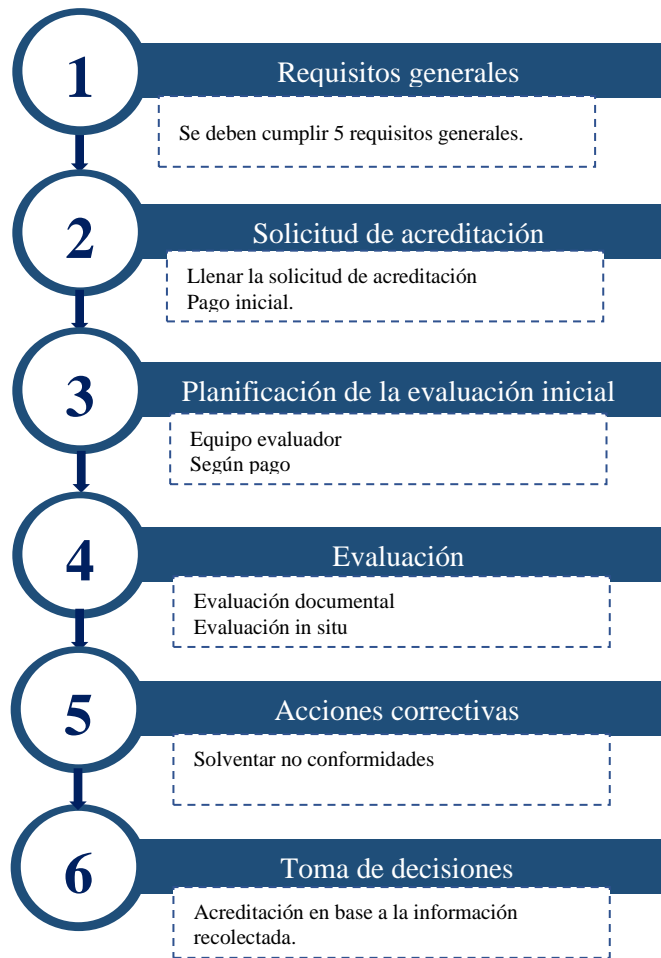 1
Requisitos generales
Se deben cumplir 5 requisitos generales.
2
Solicitud de acreditación
Llenar la solicitud de acreditación
Pago inicial.
3
Planificación de la evaluación inicial
Equipo evaluador
Según pago
4
Evaluación
Evaluación documental
Evaluación in situ
5
Acciones correctivas
Solventar no conformidades
6
Toma de decisiones
Acreditación en base a la información
recolectada.